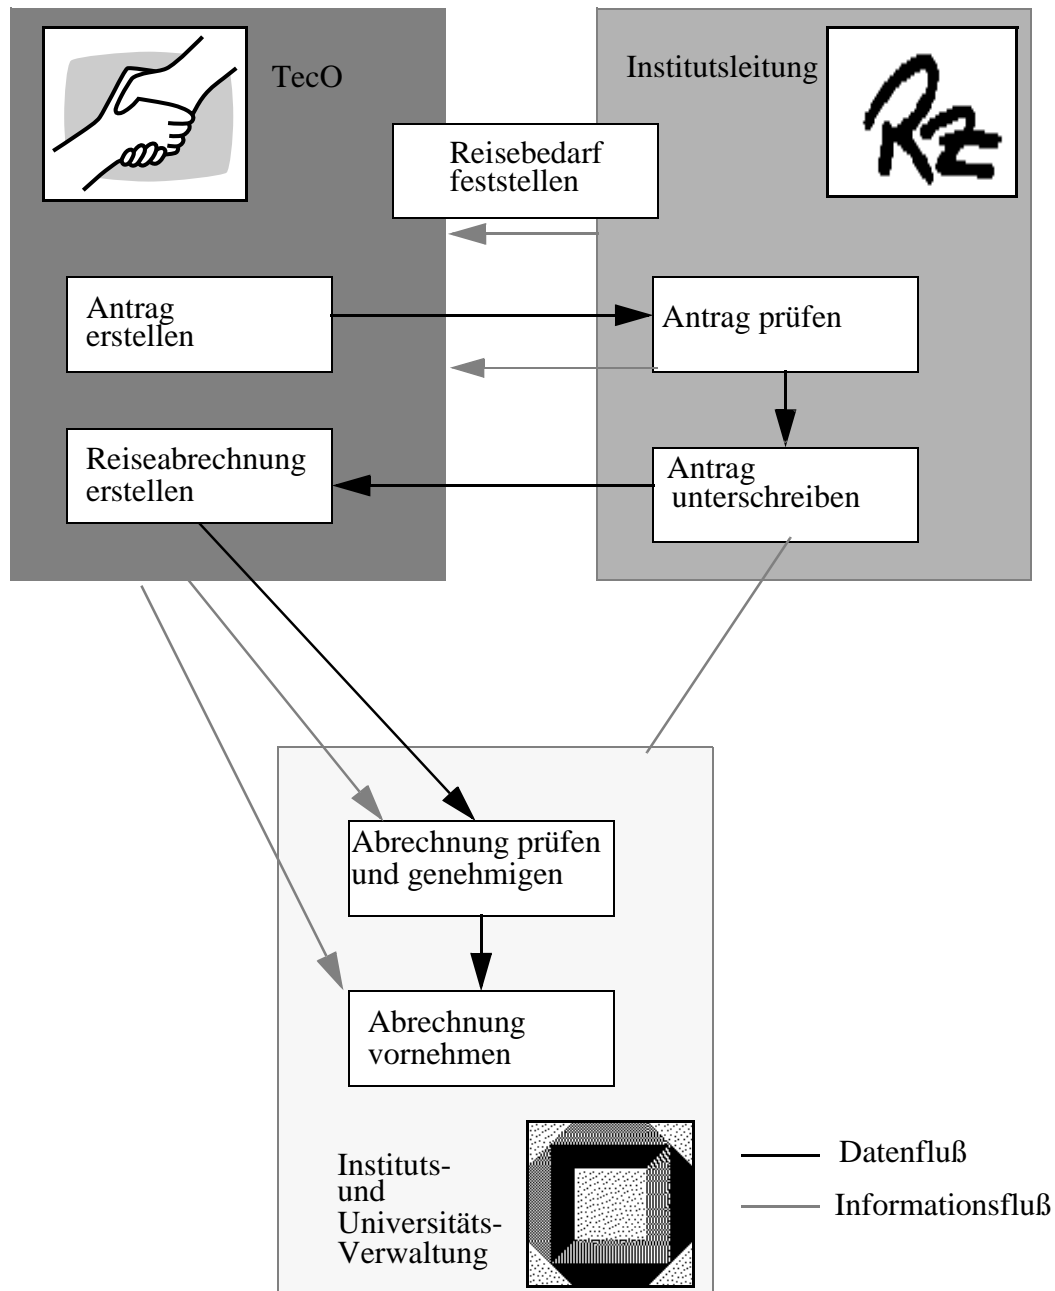 TecO
Institutsleitung
RZ
Reisebedarf
feststellen
Antrag
erstellen
Antrag prüfen
Reiseabrechnung
erstellen
Antrag
unterschreiben
Abrechnung prüfen
und genehmigen
Abrechnung
vornehmen
Instituts-
und
Universitäts-
Verwaltung
Datenfluß
Informationsfluß